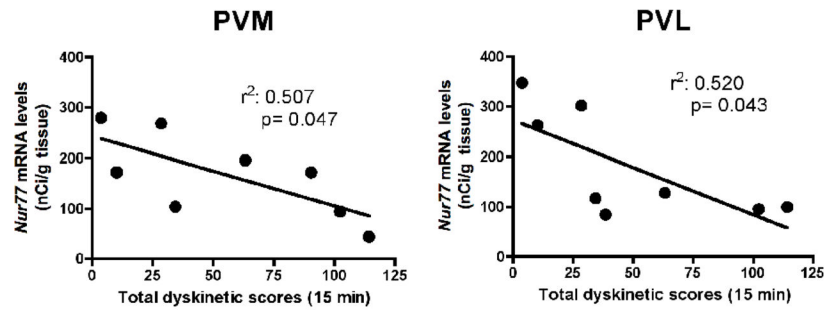 PVM
400
300
200
100
0
Nur77 mRNA levels
(nCi/g tissue)
r2: 0.507
p= 0.047
0 25 50 75 100 125
Total dyskinetic scores (15 min)
PVL
400
300
200
100
0
Nur77 mRNA levels
(nCi/g tissue)
r2: 0.520
p= 0.043
0 25 50 75 100 125
Total dyskinetic scores (15 min)